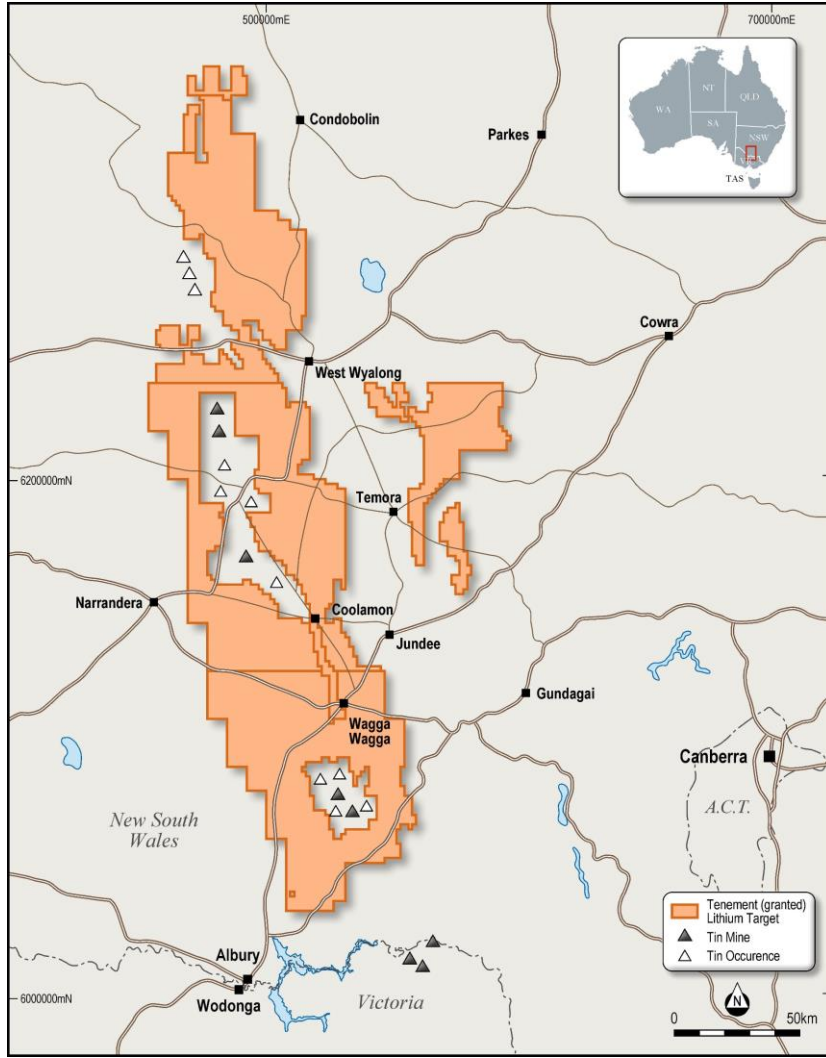 500000mE
700000mE
Condobolin
Parkes
WA
NT
QLD
SA
NSW
TAS
Cowra
West Wyalong
6200000mN
Temora
Narrandera
Coolamon
Jundee
Gundagai
Wagga
Wagga
Canberra
New South
Wales
A.C.T.
Tenement (granted)
Lithium Target
Tin Mine
Tin Occurence
Albury
Wodonga
6000000mN
Victoria
N
0
50km